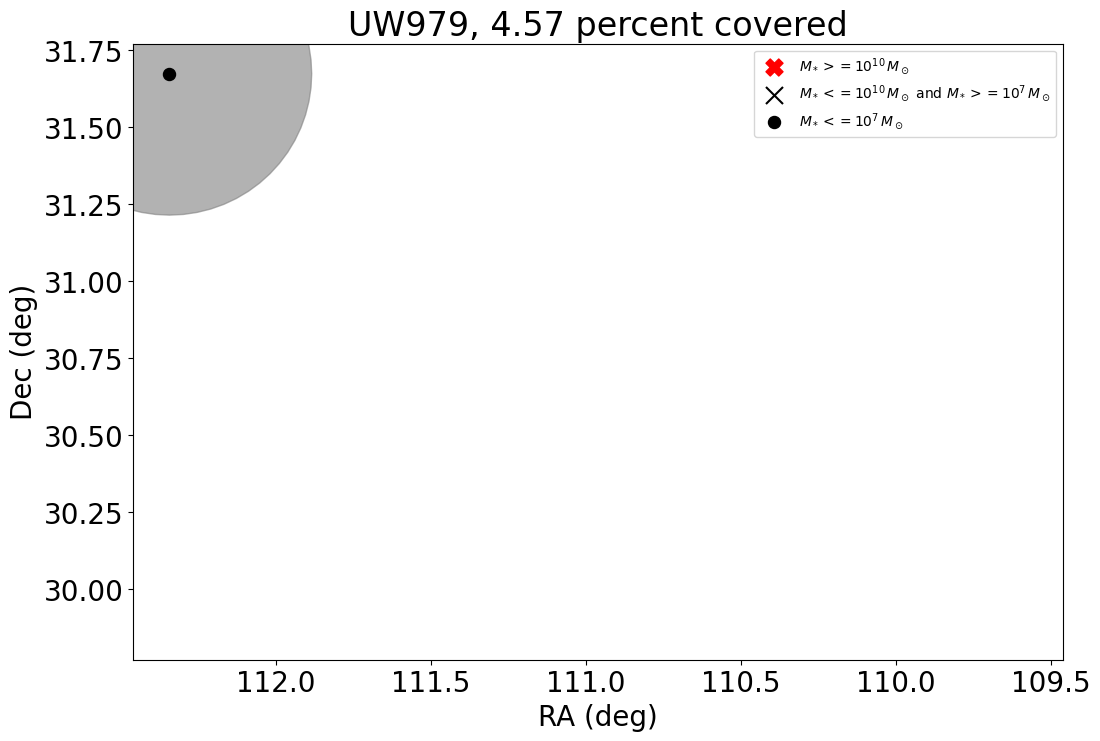 UW979, 4.57 percent covered
M* >= 10^10 M⊙
M* <= 10^10 M⊙ and M* >= 10^7 M⊙
M* <= 10^7 M⊙
31.75
31.50
31.25
31.00
30.75
30.50
30.25
30.00
Dec (deg)
112.0 111.5 111.0 110.5 110.0 109.5
RA (deg)